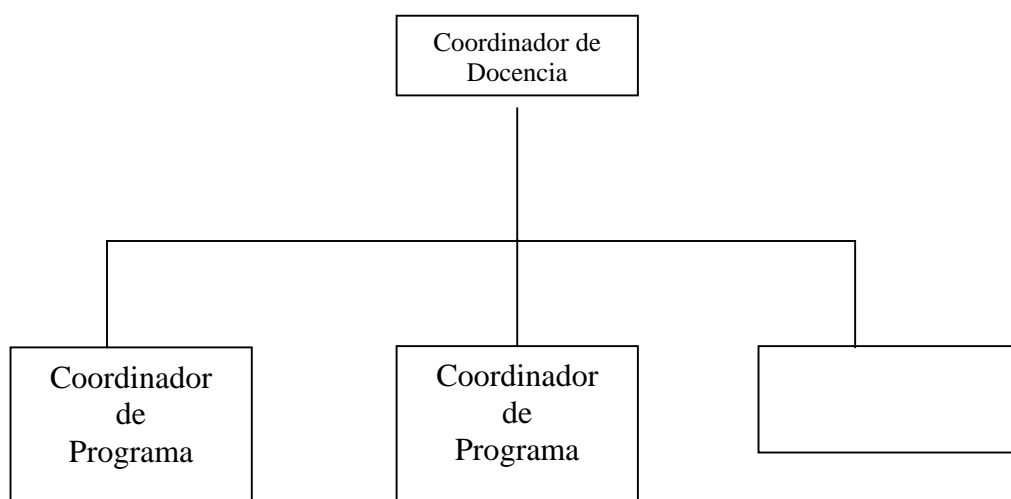 Coordinador de
Docencia
Coordinador
de
Programa
Coordinador
de
Programa